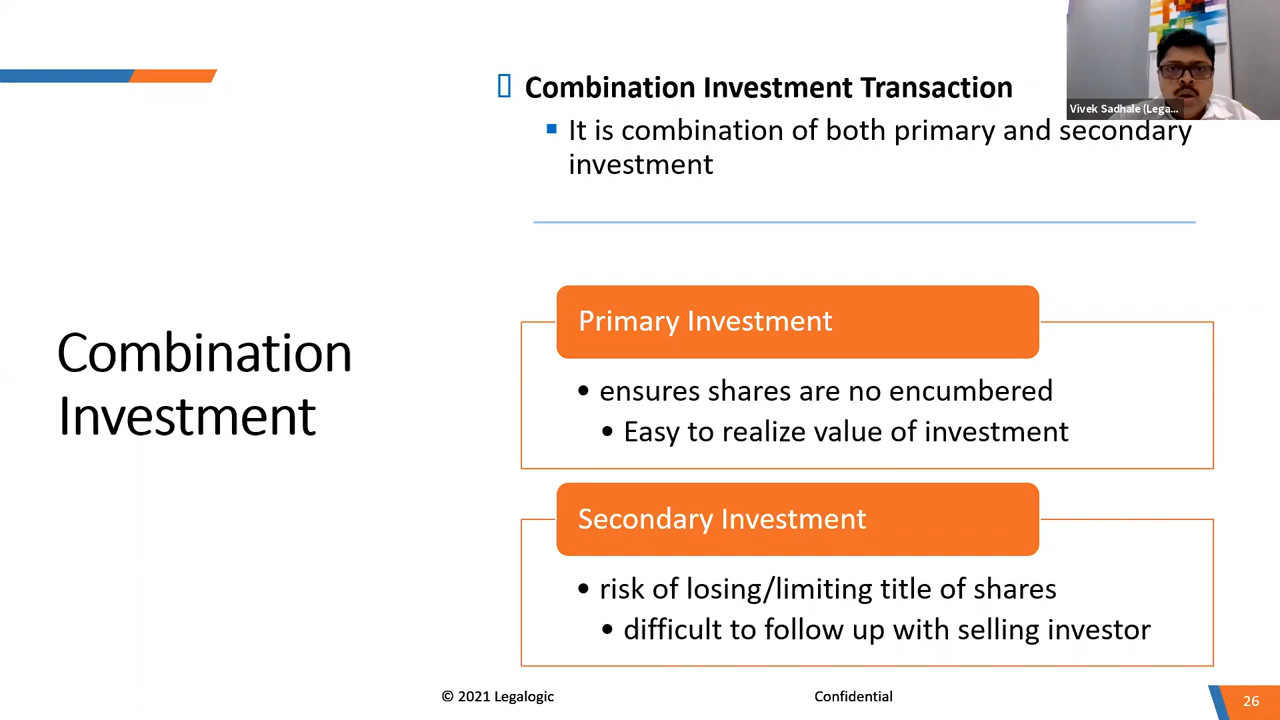 Combination Investment Transaction
It is combination of both primary and secondary
investment
Vivek Sadhale (Lega...
Combination
Investment
Primary Investment
• ensures shares are no encumbered
• Easy to realize value of investment
Secondary Investment
• risk of losing/limiting title of shares
• difficult to follow up with selling investor
© 2021 Legalogic
Confidential
26